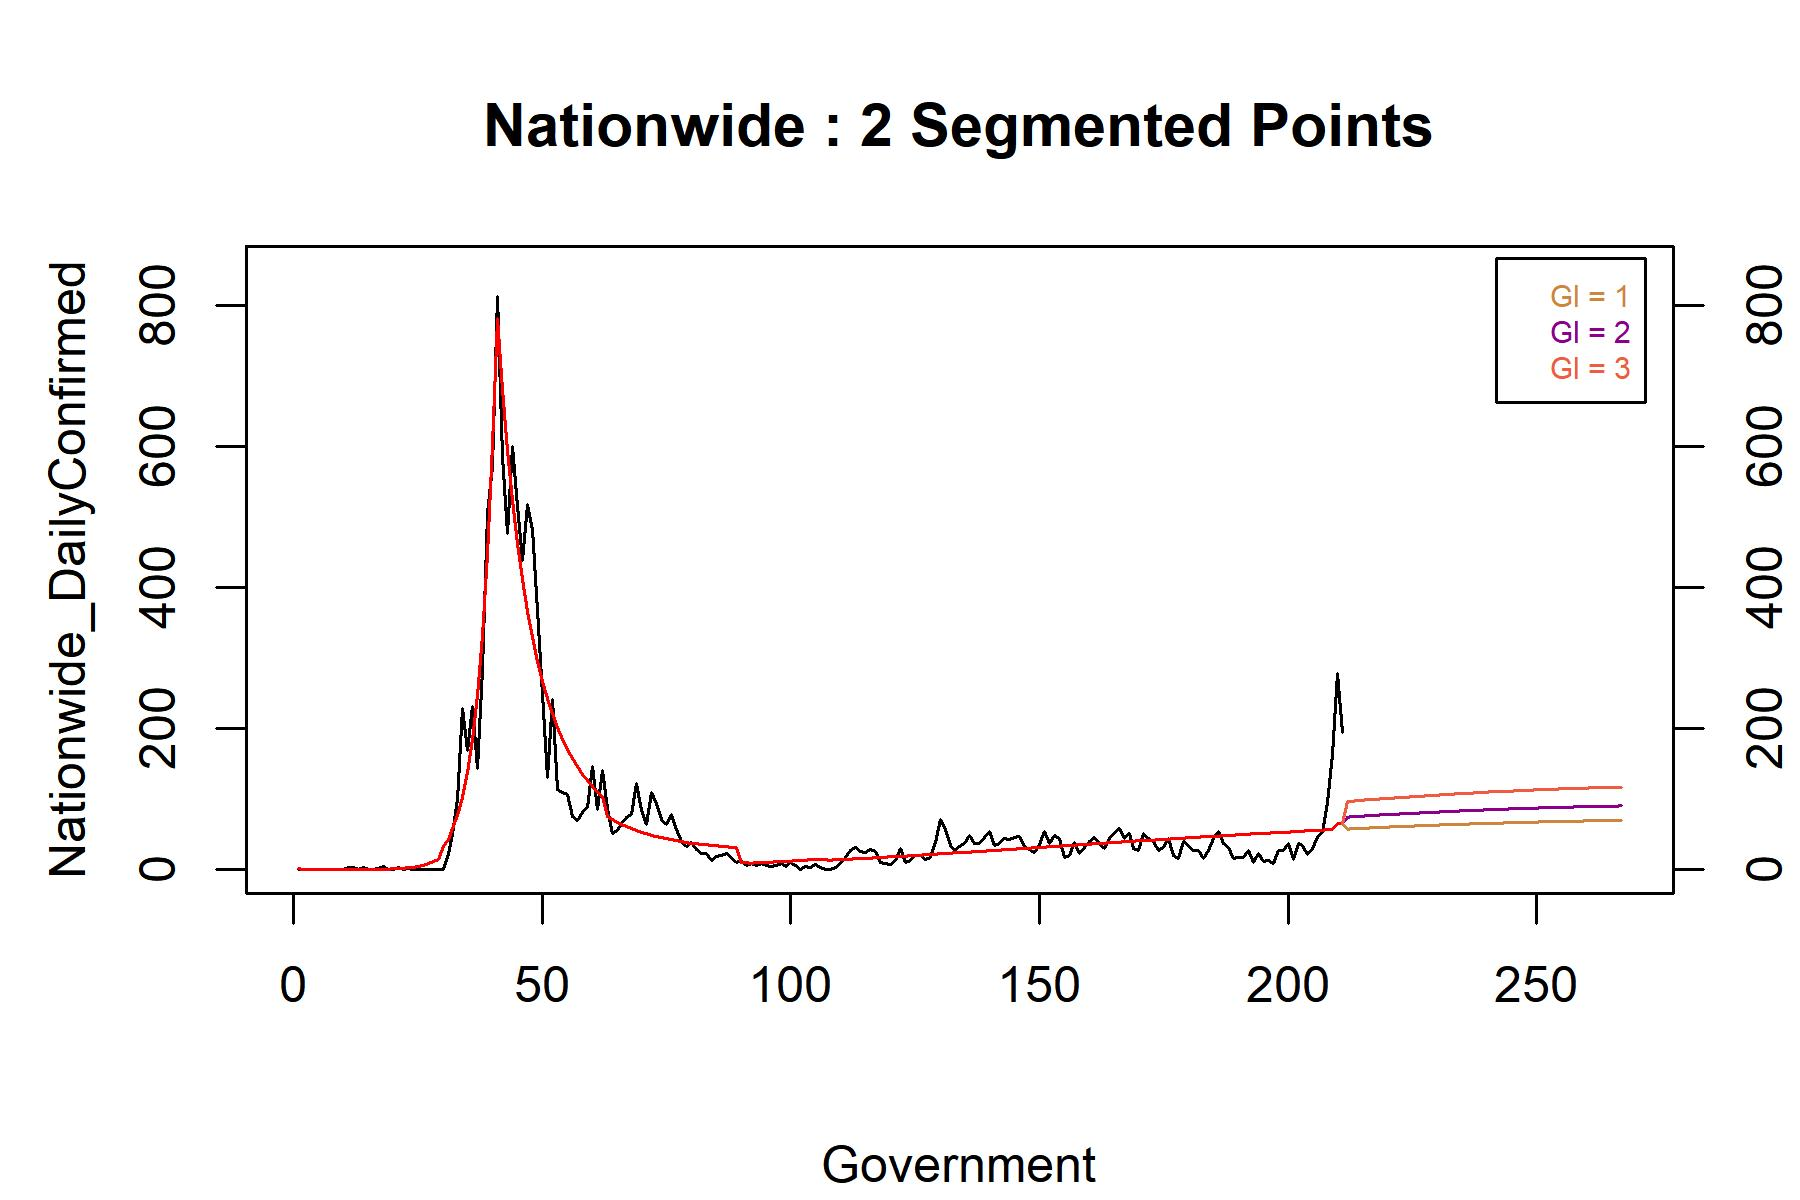 Nationwide : 2 Segmented Points
Nationwide_DailyConfirmed
800
600
400
200
0
GI = 1
GI = 2
GI = 3
800
600
400
200
0
0 50 100 150 200 250
Government